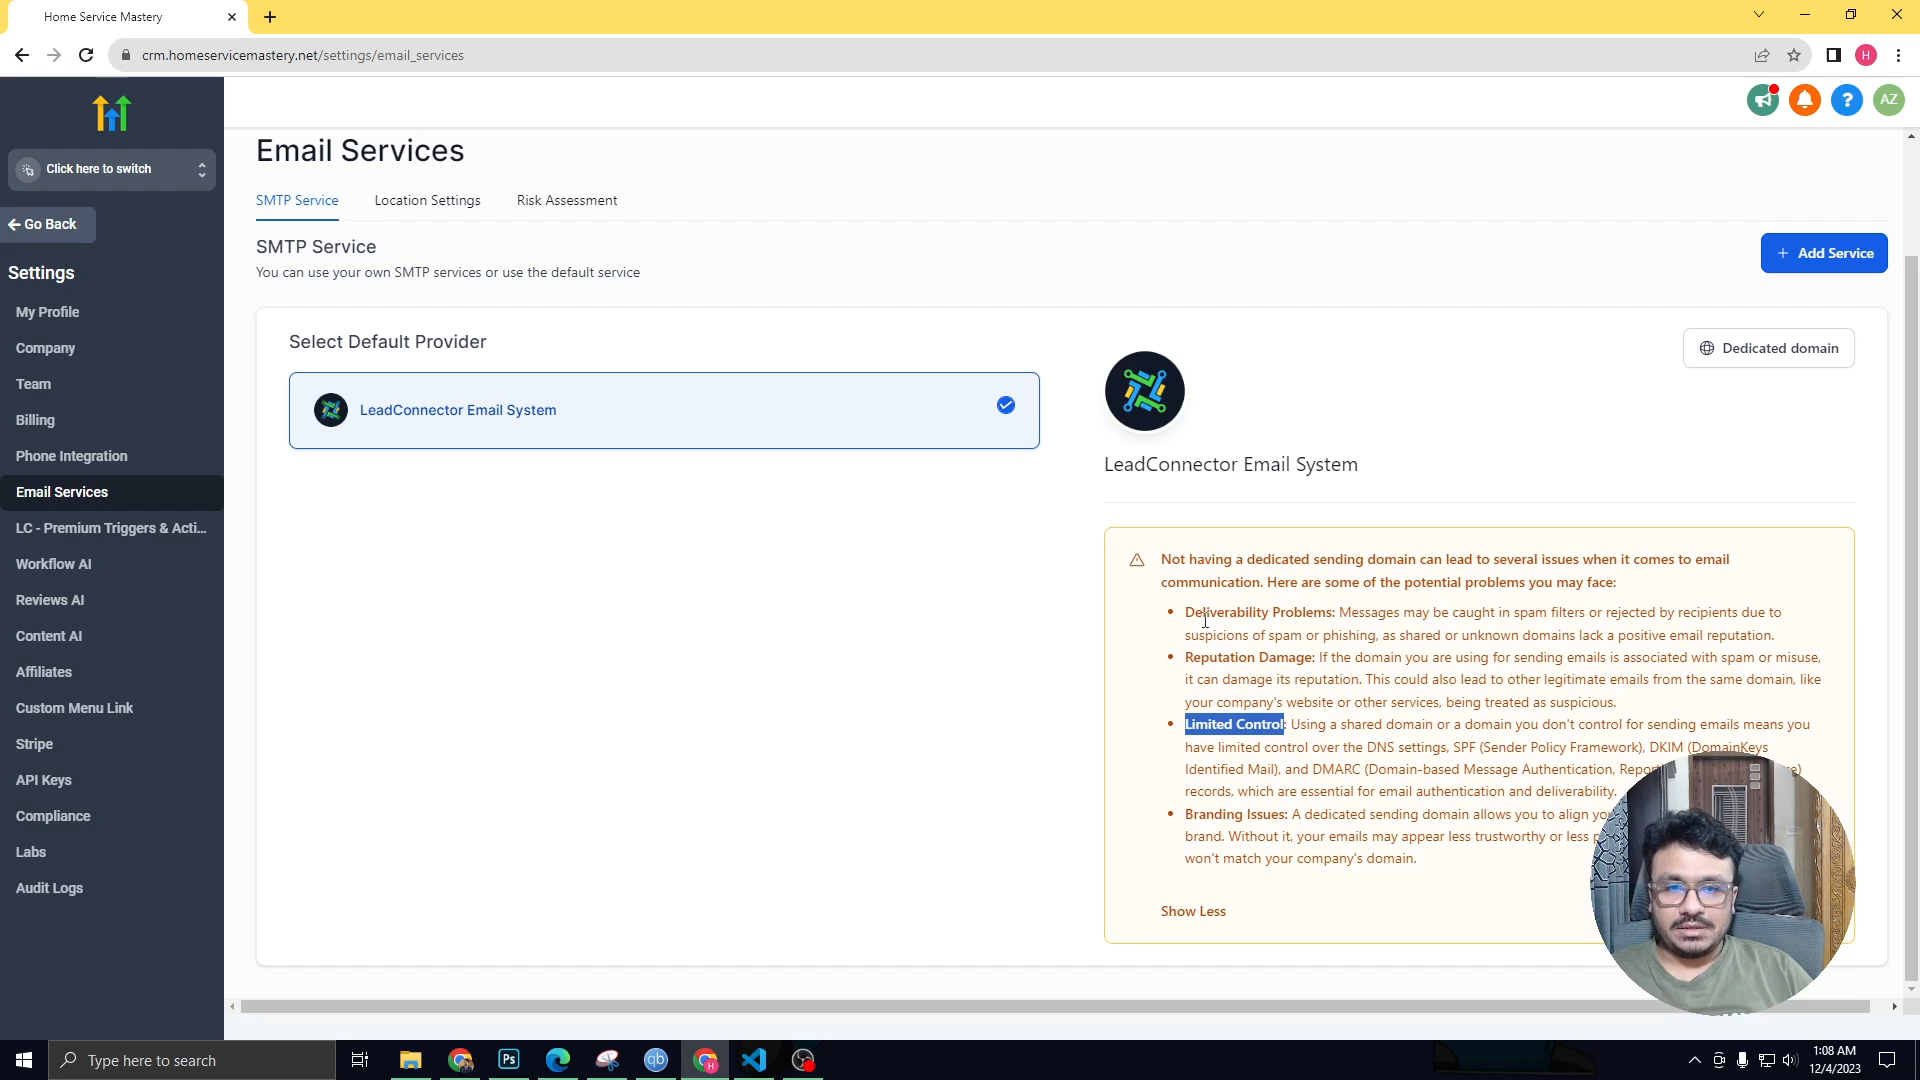 Home Service Mastery
crm.homeservicemastery.net/settings/email_services
H
Click here to switch
Go Back
Settings
My Profile
Company
Team
Billing
Phone Integration
Email Services
LC - Premium Triggers & Acti...
Workflow AI
Reviews AI
Content AI
Affiliates
Custom Menu Link
Stripe
API Keys
Compliance
Labs
Audit Logs
?
AZ
Email Services
SMTP Service
Location Settings
Risk Assessment
SMTP Service
You can use your own SMTP services or use the default service
+ Add Service
Select Default Provider
LeadConnector Email System
Dedicated domain
LeadConnector Email System
Not having a dedicated sending domain can lead to several issues when it comes to email
communication. Here are some of the potential problems you may face:
• Deliverability Problems: Messages may be caught in spam filters or rejected by recipients due to
suspicions of spam or phishing, as shared or unknown domains lack a positive email reputation.
• Reputation Damage: If the domain you are using for sending emails is associated with spam or misuse,
it can damage its reputation. This could also lead to other legitimate emails from the same domain, like
your company's website or other services, being treated as suspicious.
• Limited Control: Using a shared domain or a domain you don't control for sending emails means you
have limited control over the DNS settings, SPF (Sender Policy Framework), DKIM (DomainKeys
Identified Mail), and DMARC (Domain-based Message Authentication,
records, which are essential for email authentication and deliverability.
• Branding Issues: A dedicated sending domain allows you to align
brand. Without it, your emails may appear less trustworthy or less
won't match your company's domain.
Show Less
Type here to search
Ps
qb
H
1:08 AM
12/4/2023